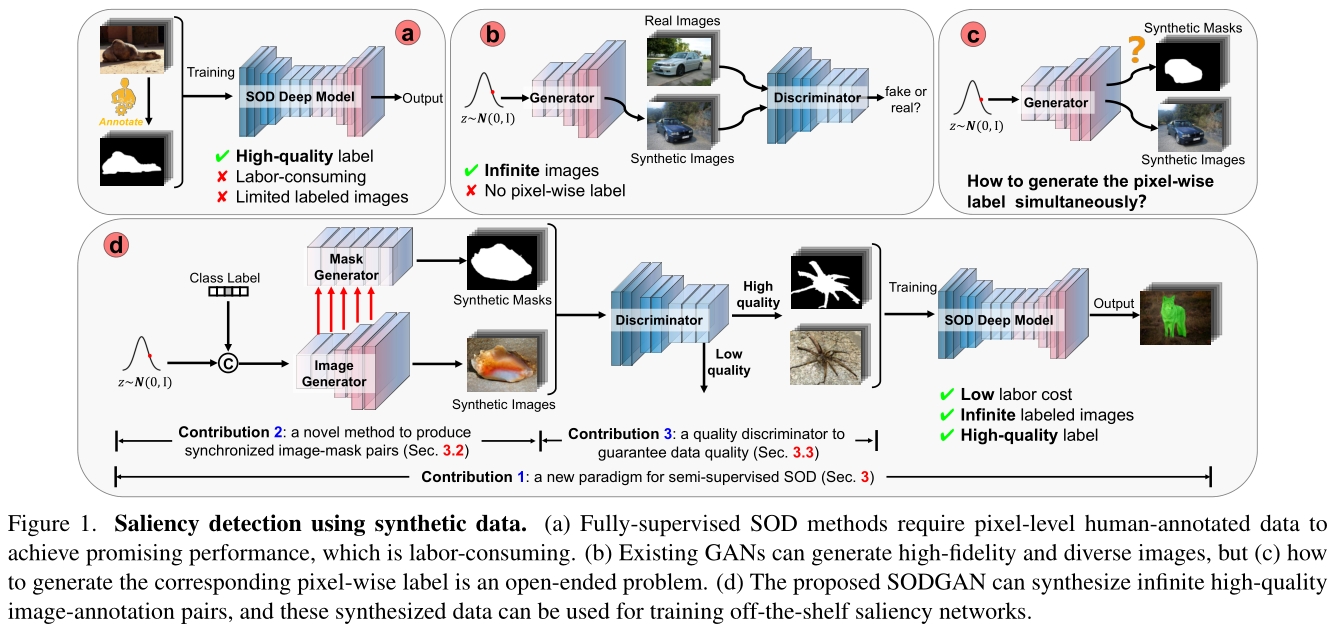 a
Training
SOD Deep Model
Output
Annotate
✔ High-quality label
✘ Labor-consuming
✘ Limited labeled images
b
Real Images
z~N(0, I)
Generator
Synthetic Images
Discriminator
fake or
real?
✔ Infinite images
✘ No pixel-wise label
c
Synthetic Masks
?
z~N(0, I)
Generator
Synthetic Images
How to generate the pixel-wise
label simultaneously?
d
Class Label
z~N(0, I)
C
Mask
Generator
Image
Generator
Synthetic Masks
Synthetic Images
Discriminator
High
quality
Low
quality
Training
SOD Deep Model
Output
✔ Low labor cost
✔ Infinite labeled images
✔ High-quality label
Contribution 2: a novel method to produce
synchronized image-mask pairs (Sec. 3.2)
Contribution 3: a quality discriminator to
guarantee data quality (Sec. 3.3)
Contribution 1: a new paradigm for semi-supervised SOD (Sec. 3)
Figure 1. Saliency detection using synthetic data. (a) Fully-supervised SOD methods require pixel-level human-annotated data to
achieve promising performance, which is labor-consuming. (b) Existing GANs can generate high-fidelity and diverse images, but (c) how
to generate the corresponding pixel-wise label is an open-ended problem. (d) The proposed SODGAN can synthesize infinite high-quality
image-annotation pairs, and these synthesized data can be used for training off-the-shelf saliency networks.